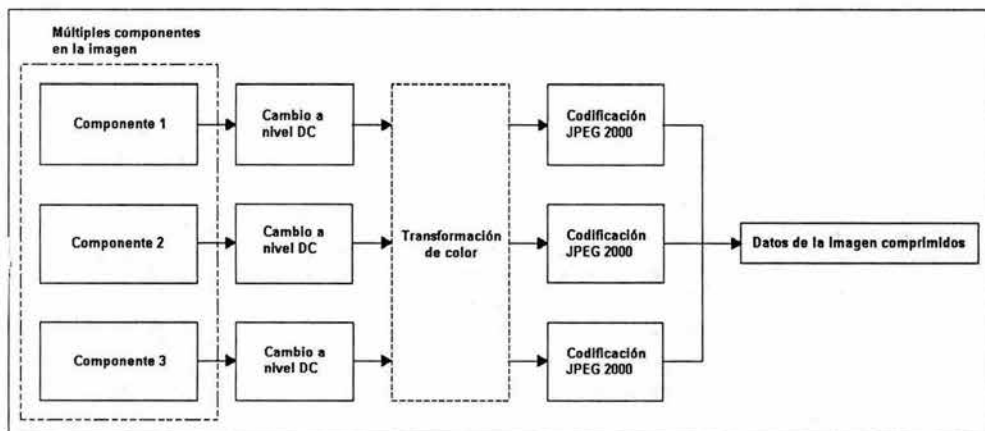 Múltiples componentes
en la imagen
Componente 1
Cambio a
nivel DC
Codificación
JPEG 2000
Componente 2
Cambio a
nivel DC
Transformación
de color
Codificación
JPEG 2000
Datos de la imagen comprimidos
Componente 3
Cambio a
nivel DC
Codificación
JPEG 2000